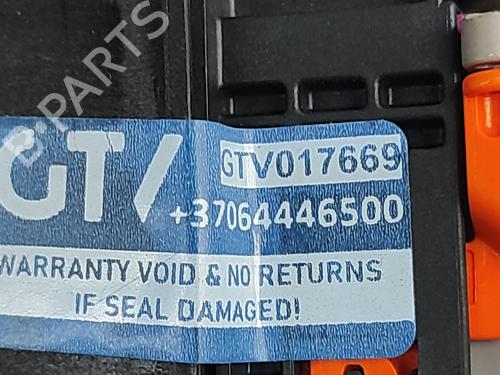 B-PARTS
GTV
GTV017669
+37064446500
WARRANTY VOID & NO RETURNS
IF SEAL DAMAGED!